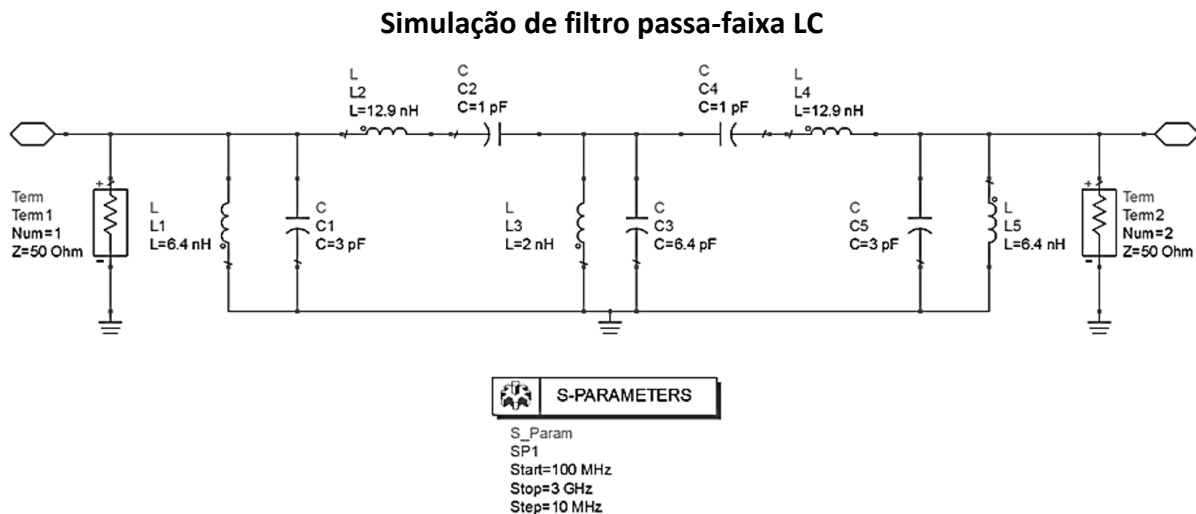 Simulação de filtro passa-faixa LC
L
L2
L=12.9 nH
C
C2
C=1 pF
C
C4
C=1 pF
L
L4
L=12.9 nH
Term
Term1
Num=1
Z=50 Ohm
L
L1
L=6.4 nH
C
C1
C=3 pF
L
L3
L=2 nH
C
C3
C=6.4 pF
C
C5
C=3 pF
L
L5
L=6.4 nH
Term
Term2
Num=2
Z=50 Ohm
S-PARAMETERS
S_Param
SP1
Start=100 MHz
Stop=3 GHz
Step=10 MHz